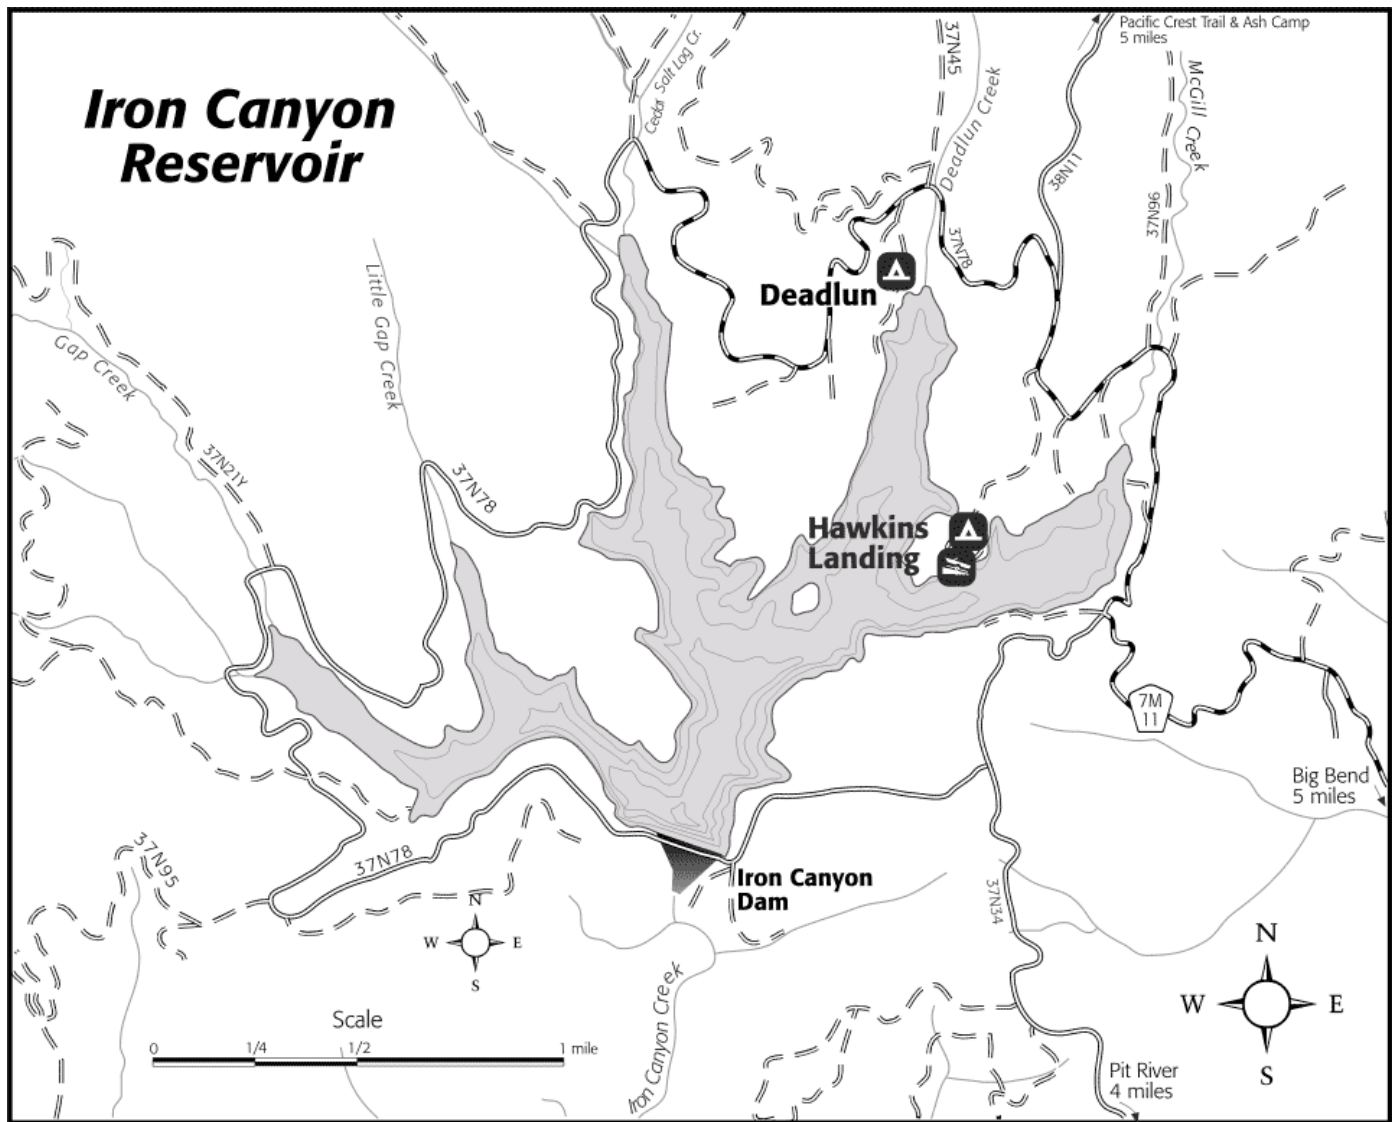 Pacific Crest Trail & Ash Camp
5 miles
Iron Canyon
Reservoir
Cedar Salt Log Cr.
37N45
Deadlun Creek
McGill Creek
38N11
37N96
37N78
Deadlun
Little Gap Creek
Gap Creek
37N21Y
37N78
Hawkins
Landing
7M
11
Big Bend
5 miles
37N95
37N78
Iron Canyon
Dam
37N34
N
W E
S
N
W E
S
Iron Canyon Creek
Scale
0 1/4 1/2 1 mile
Pit River
4 miles